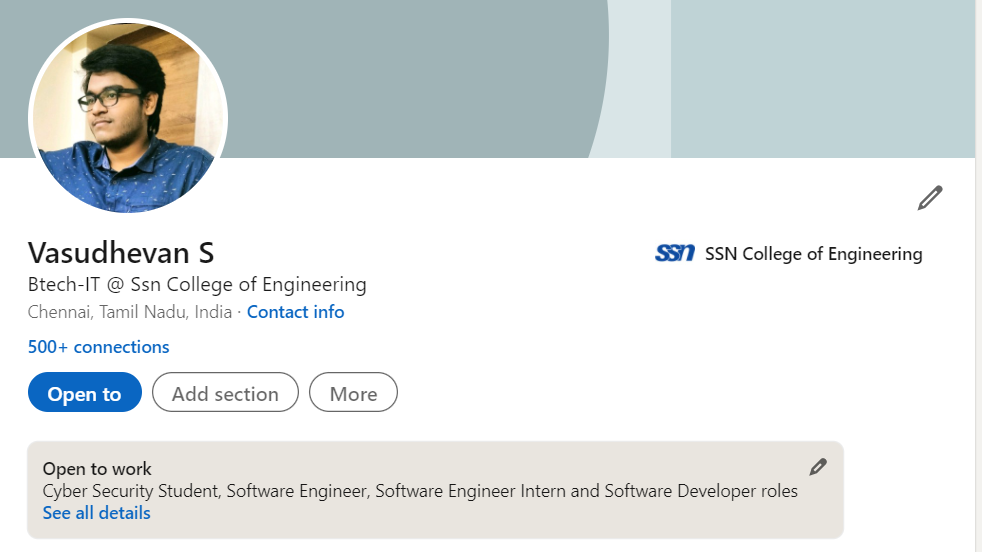 Vasudhevan S
ssn SSN College of Engineering
Btech-IT @ Ssn College of Engineering
Chennai, Tamil Nadu, India · Contact info
500+ connections
Open to Add section More
Open to work
Cyber Security Student, Software Engineer, Software Engineer Intern and Software Developer roles
See all details